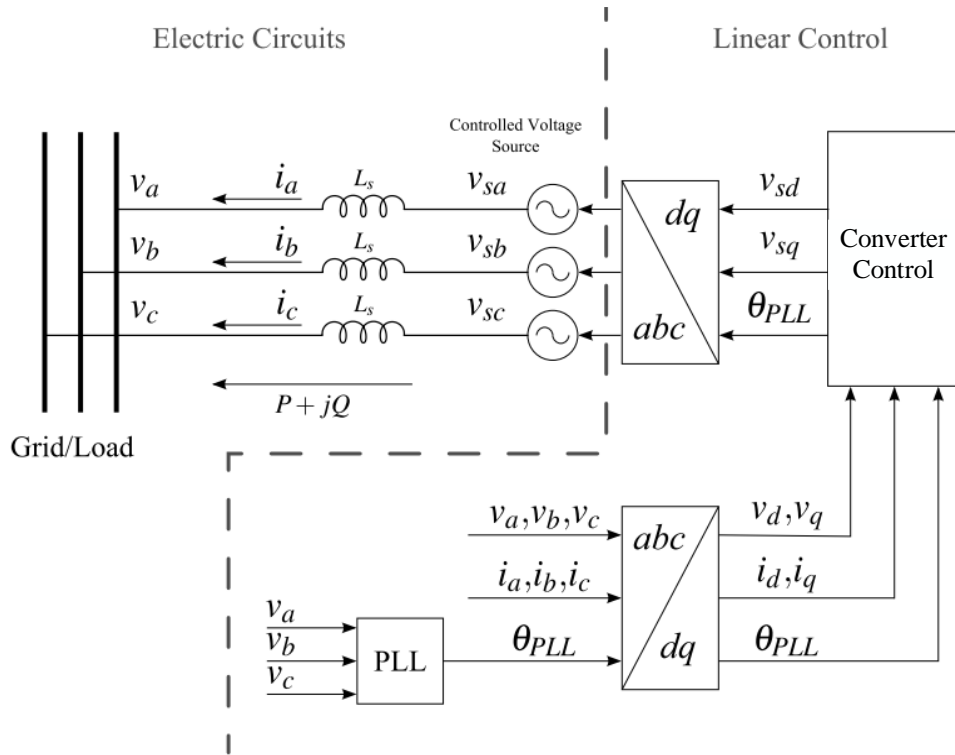 Electric Circuits
Linear Control
Controlled Voltage
Source
v_a
i_a
L_s
v_sa
v_b
i_b
L_s
v_sb
v_c
i_c
L_s
v_sc
P + jQ
Grid/Load
dq
abc
v_sd
v_sq
θ_PLL
Converter
Control
v_a,v_b,v_c
i_a,i_b,i_c
abc
dq
v_d,v_q
i_d,i_q
θ_PLL
v_a
v_b
v_c
PLL
θ_PLL